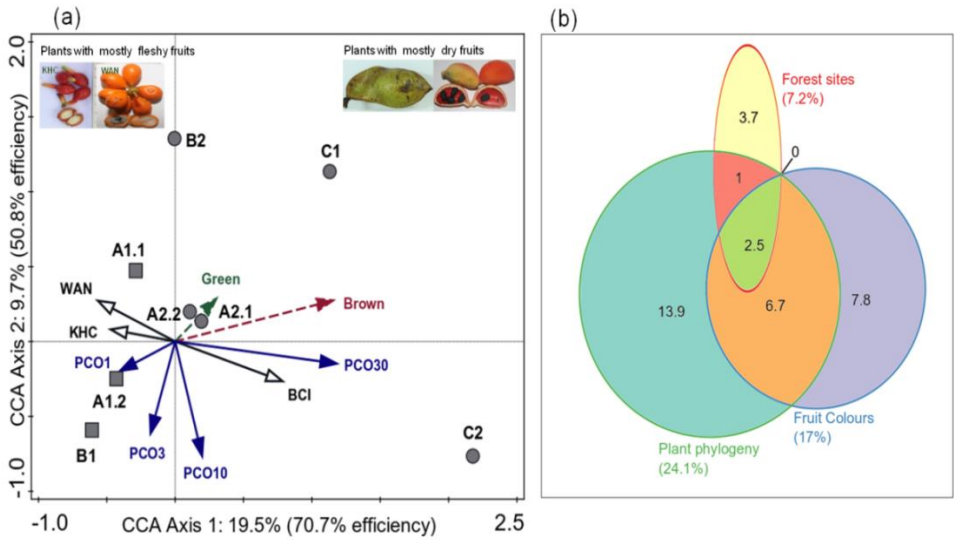 (a)
Plants with mostly fleshy fruits
KHC
WAN
Plants with mostly dry fruits
2.0
B2
C1
A1.1
WAN
Green
Brown
A2.2
A2.1
KHC
PCO1
PCO30
BCI
A1.2
B1
PCO3
PCO10
C2
-1.0
CCA Axis 2: 9.7% (50.8% efficiency)
-1.0
CCA Axis 1: 19.5% (70.7% efficiency)
2.5
(b)
Forest sites
(7.2%)
3.7
0
1
2.5
13.9
6.7
7.8
Fruit Colours
(17%)
Plant phylogeny
(24.1%)